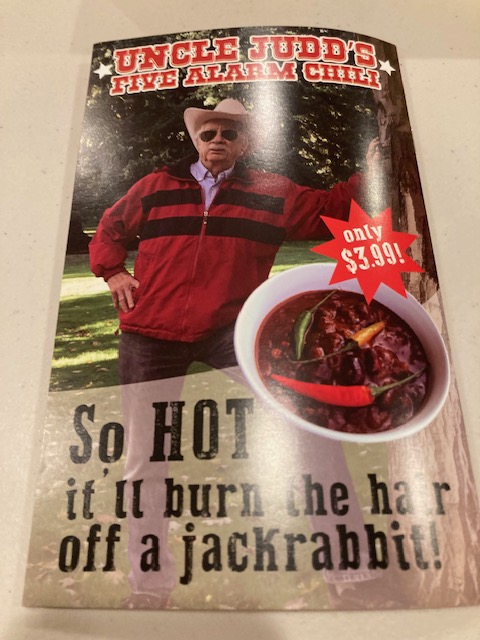 UNCLE JUDD'S
FIVE ALARM CHILI
only
$3.99!
So HOT
it'll burn the hair
off a jackrabbit!